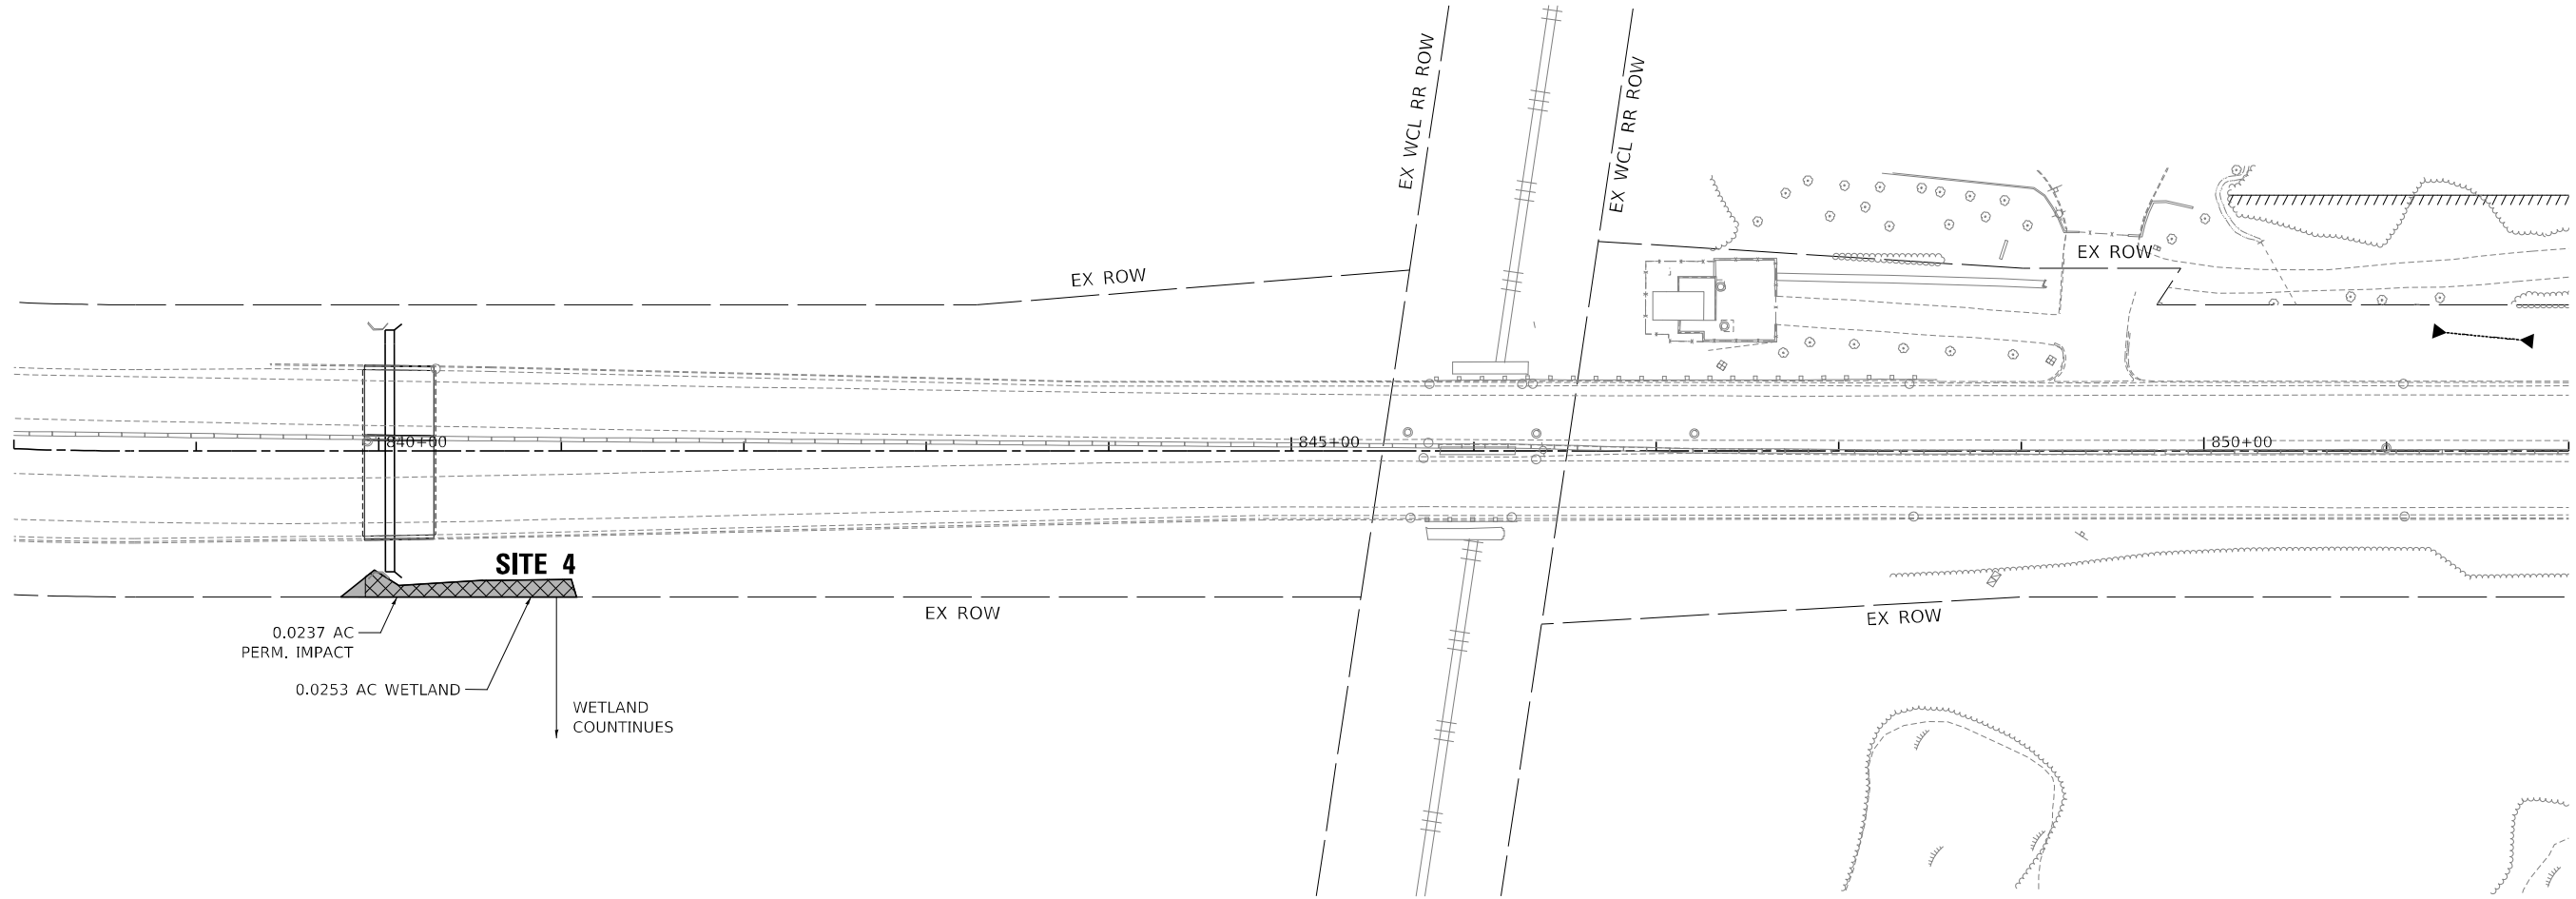 EX WCL RR ROW
EX WCL RR ROW
EX ROW
EX ROW
840+00
845+00
850+00
SITE 4
EX ROW
EX ROW
0.0237 AC
PERM. IMPACT
0.0253 AC WETLAND
WETLAND
COUNTINUES